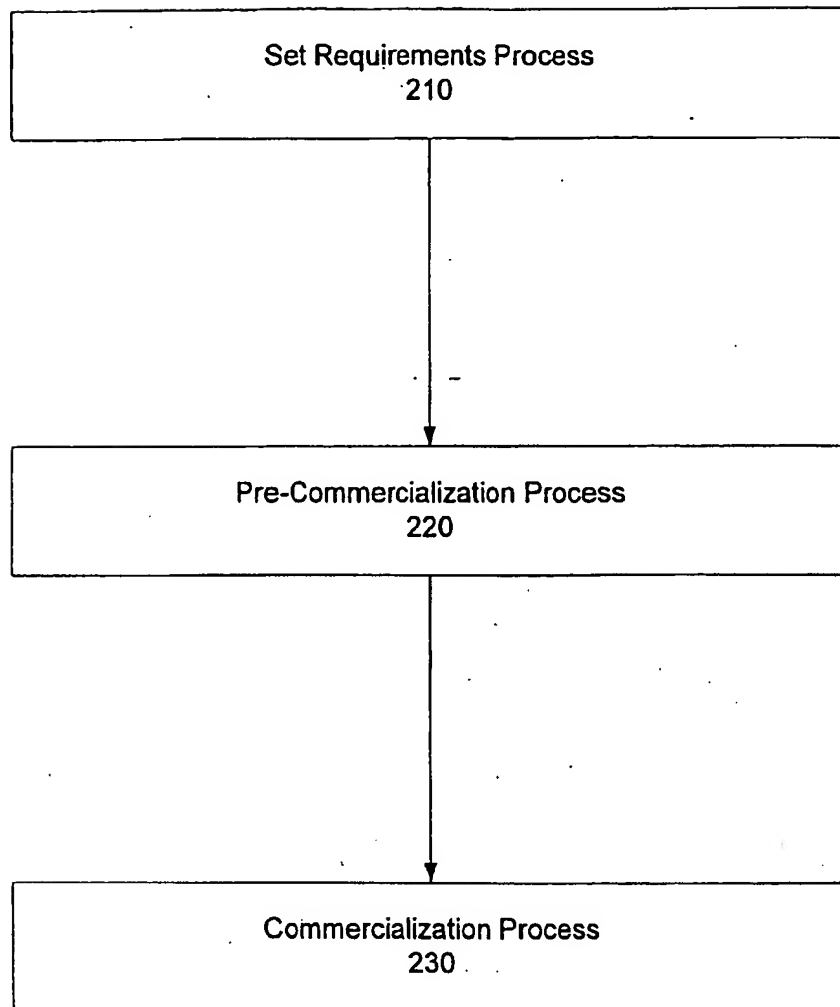 Set Requirements Process
210
Pre-Commercialization Process
220
Commercialization Process
230